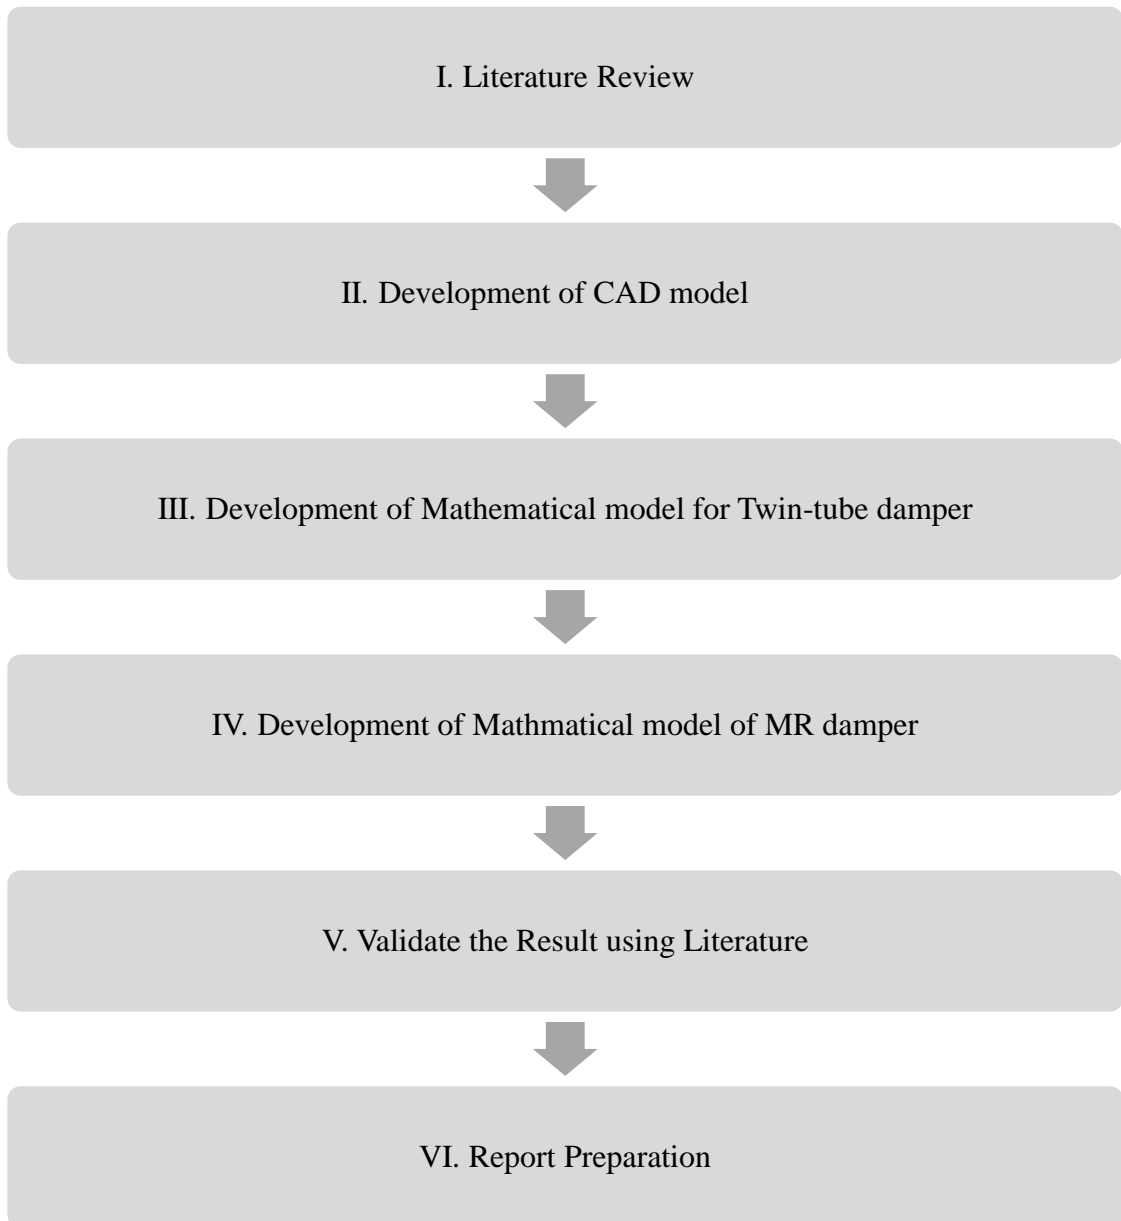 I. Literature Review
II. Development of CAD model
III. Development of Mathematical model for Twin-tube damper
IV. Development of Mathmatical model of MR damper
V. Validate the Result using Literature
VI. Report Preparation